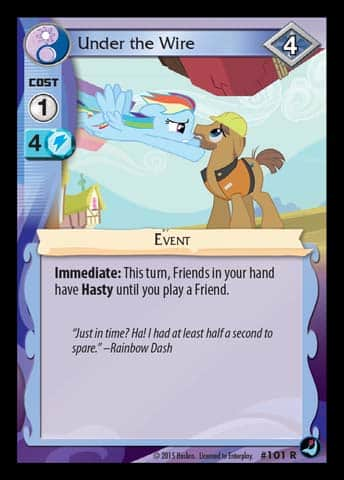 Under the Wire
4
COST
1
4
EVENT
Immediate: This turn, Friends in your hand
have Hasty until you play a Friend.
"Just in time? Ha! I had at least half a second to
spare." –Rainbow Dash
© 2015 Hasbro. Licensed to Enterplay. #101 R